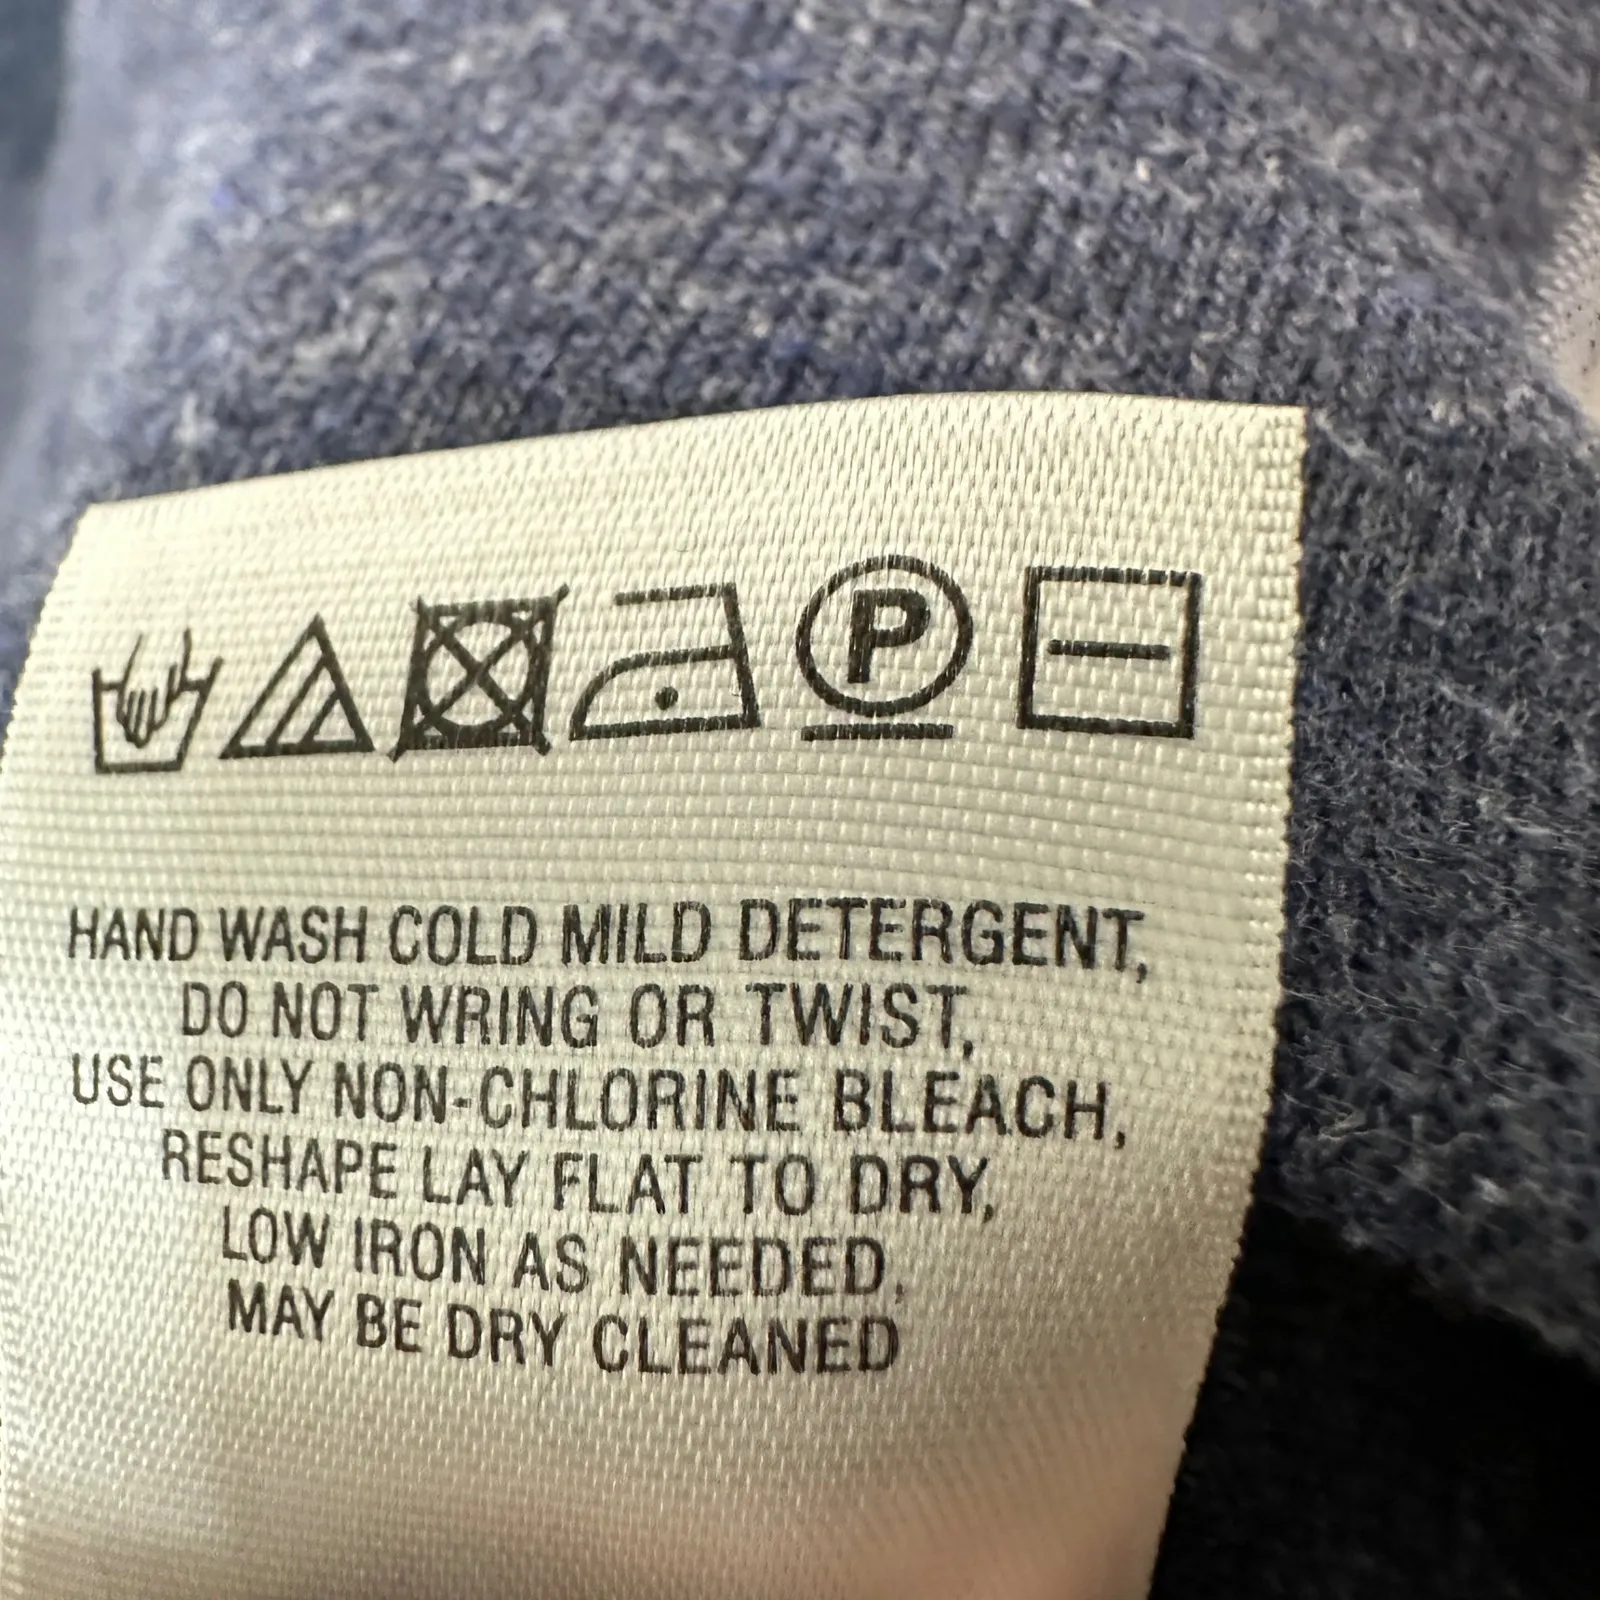 P
HAND WASH COLD MILD DETERGENT,
DO NOT WRING OR TWIST,
USE ONLY NON-CHLORINE BLEACH,
RESHAPE LAY FLAT TO DRY,
LOW IRON AS NEEDED,
MAY BE DRY CLEANED